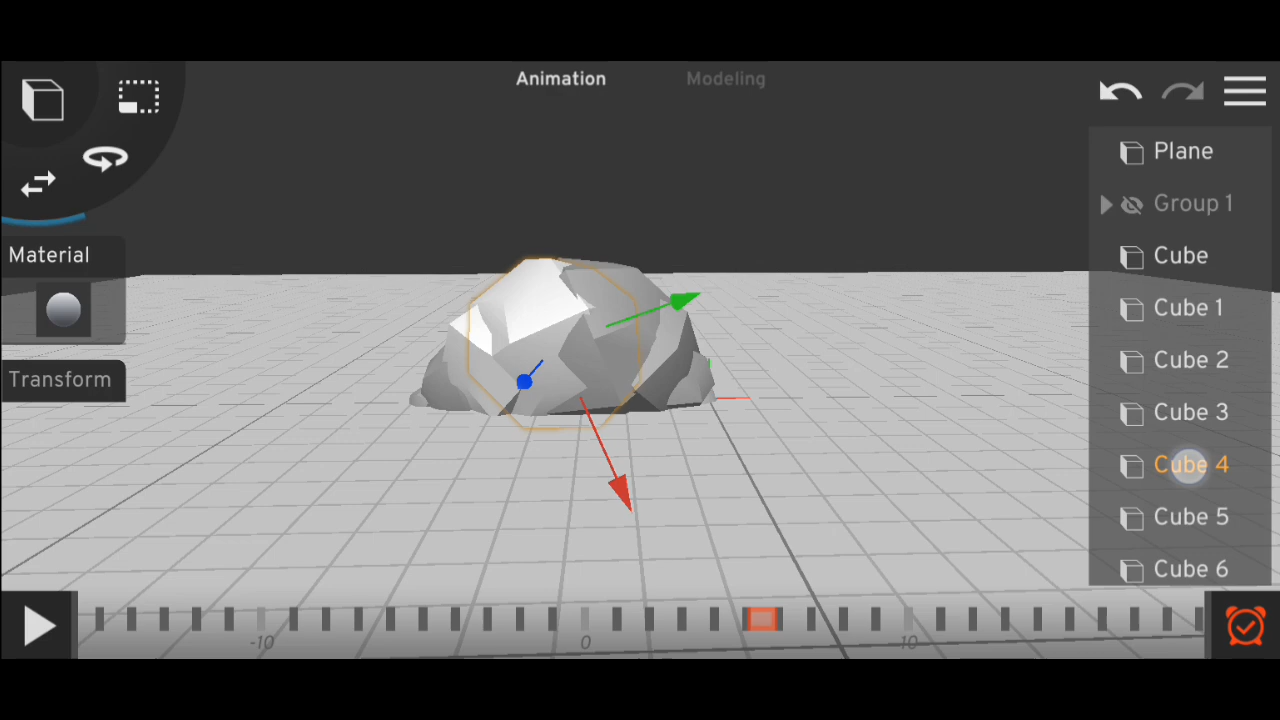 Animation
Modeling
Material
Transform
Plane
Group 1
Cube
Cube 1
Cube 2
Cube 3
Cube 4
Cube 5
Cube 6
-10
0
10